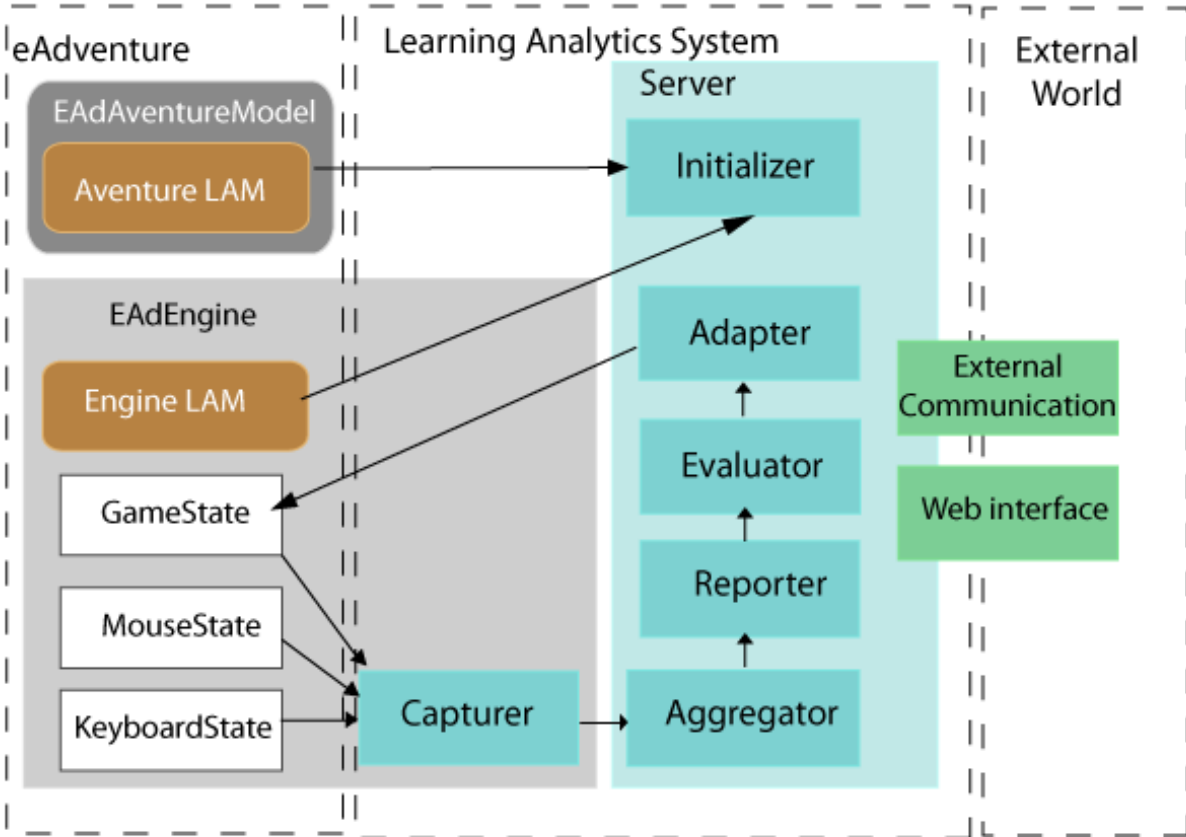 eAdventure
Learning Analytics System
External
World
Server
EAdAventureModel
Aventure LAM
Initializer
EAdEngine
Adapter
Engine LAM
External
Communication
GameState
Evaluator
Web interface
MouseState
Reporter
KeyboardState
Capturer
Aggregator